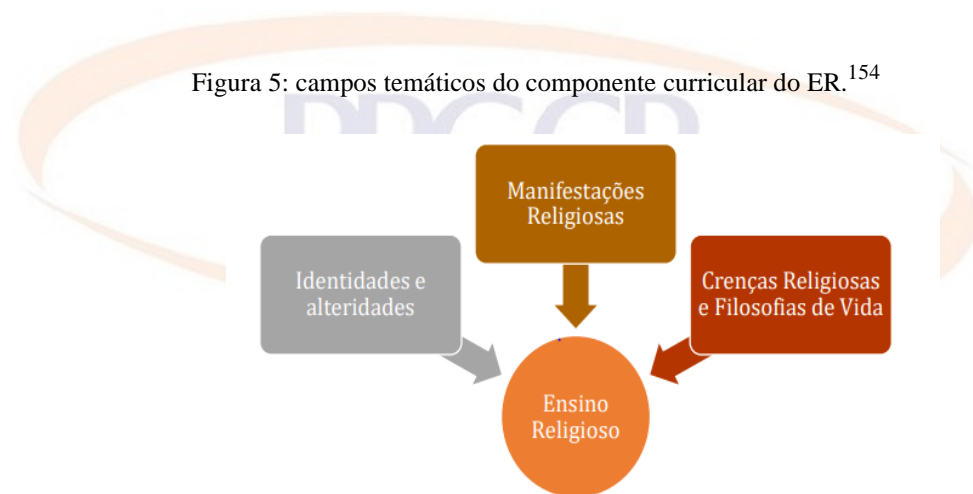 Figura 5: campos temáticos do componente curricular do ER.154
PPGCR
Manifestações
Religiosas
Identidades e
alteridades
Crenças Religiosas
e Filosofias de Vida
Ensino
Religioso